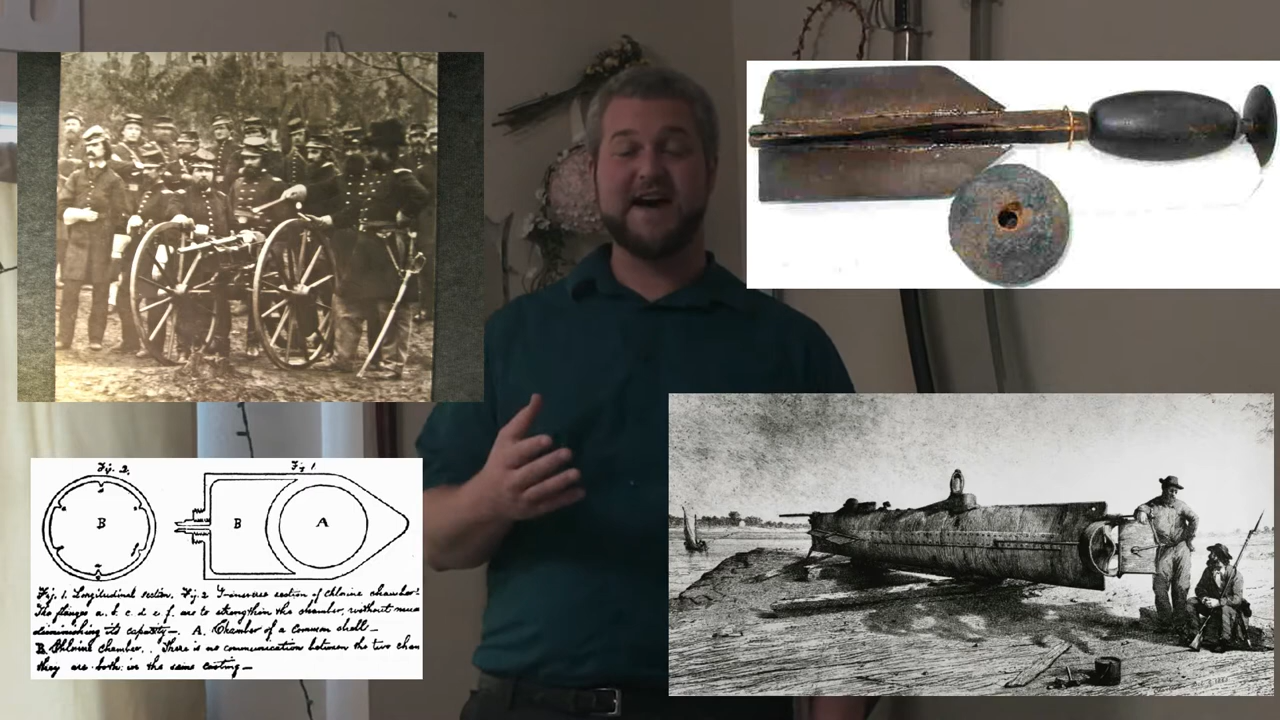 Fig. 2.
Fig 1
B
B
A
Fig. 1. Longitudinal section. Fig. 2 Transverse section of chlorine chamber.
The flanges a. b. c. d. e. f. are to strengthen the chamber, without much
diminishing its capacity—. A. Chamber of a common shell—
B Chlorine chamber. . There is no communication between the two cham
they are both in the same casting—